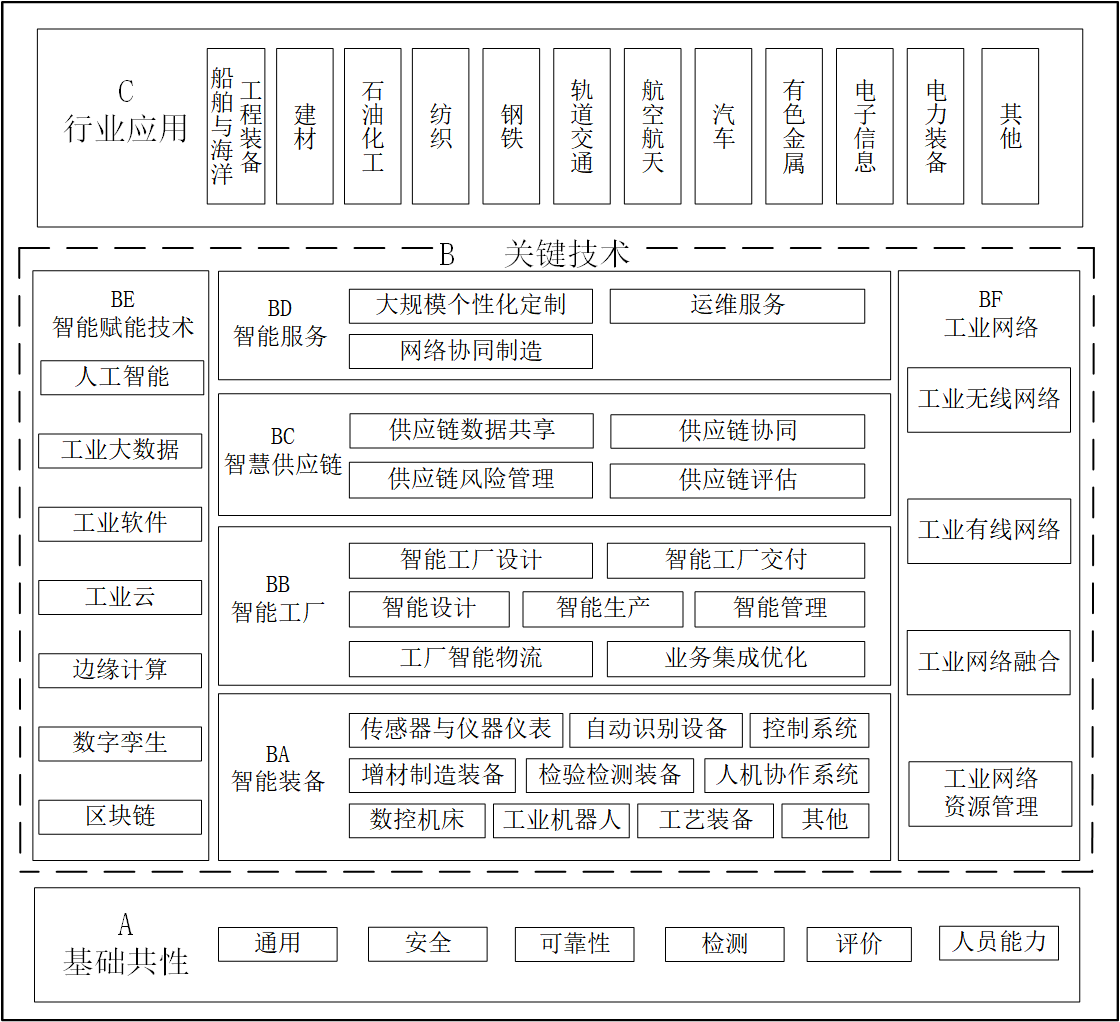 C
行业应用
船舶与海洋
工程装备
建材
石油化工
纺织
钢铁
轨道交通
航空航天
汽车
有色金属
电子信息
电力装备
其他
B 关键技术
BE
智能赋能技术
人工智能
工业大数据
工业软件
工业云
边缘计算
数字孪生
区块链
BD
智能服务
大规模个性化定制
运维服务
网络协同制造
BC
智慧供应链
供应链数据共享
供应链协同
供应链风险管理
供应链评估
BB
智能工厂
智能工厂设计
智能工厂交付
智能设计
智能生产
智能管理
工厂智能物流
业务集成优化
BA
智能装备
传感器与仪器仪表
自动识别设备
控制系统
增材制造装备
检验检测装备
人机协作系统
数控机床
工业机器人
工艺装备
其他
BF
工业网络
工业无线网络
工业有线网络
工业网络融合
工业网络
资源管理
A
基础共性
通用
安全
可靠性
检测
评价
人员能力